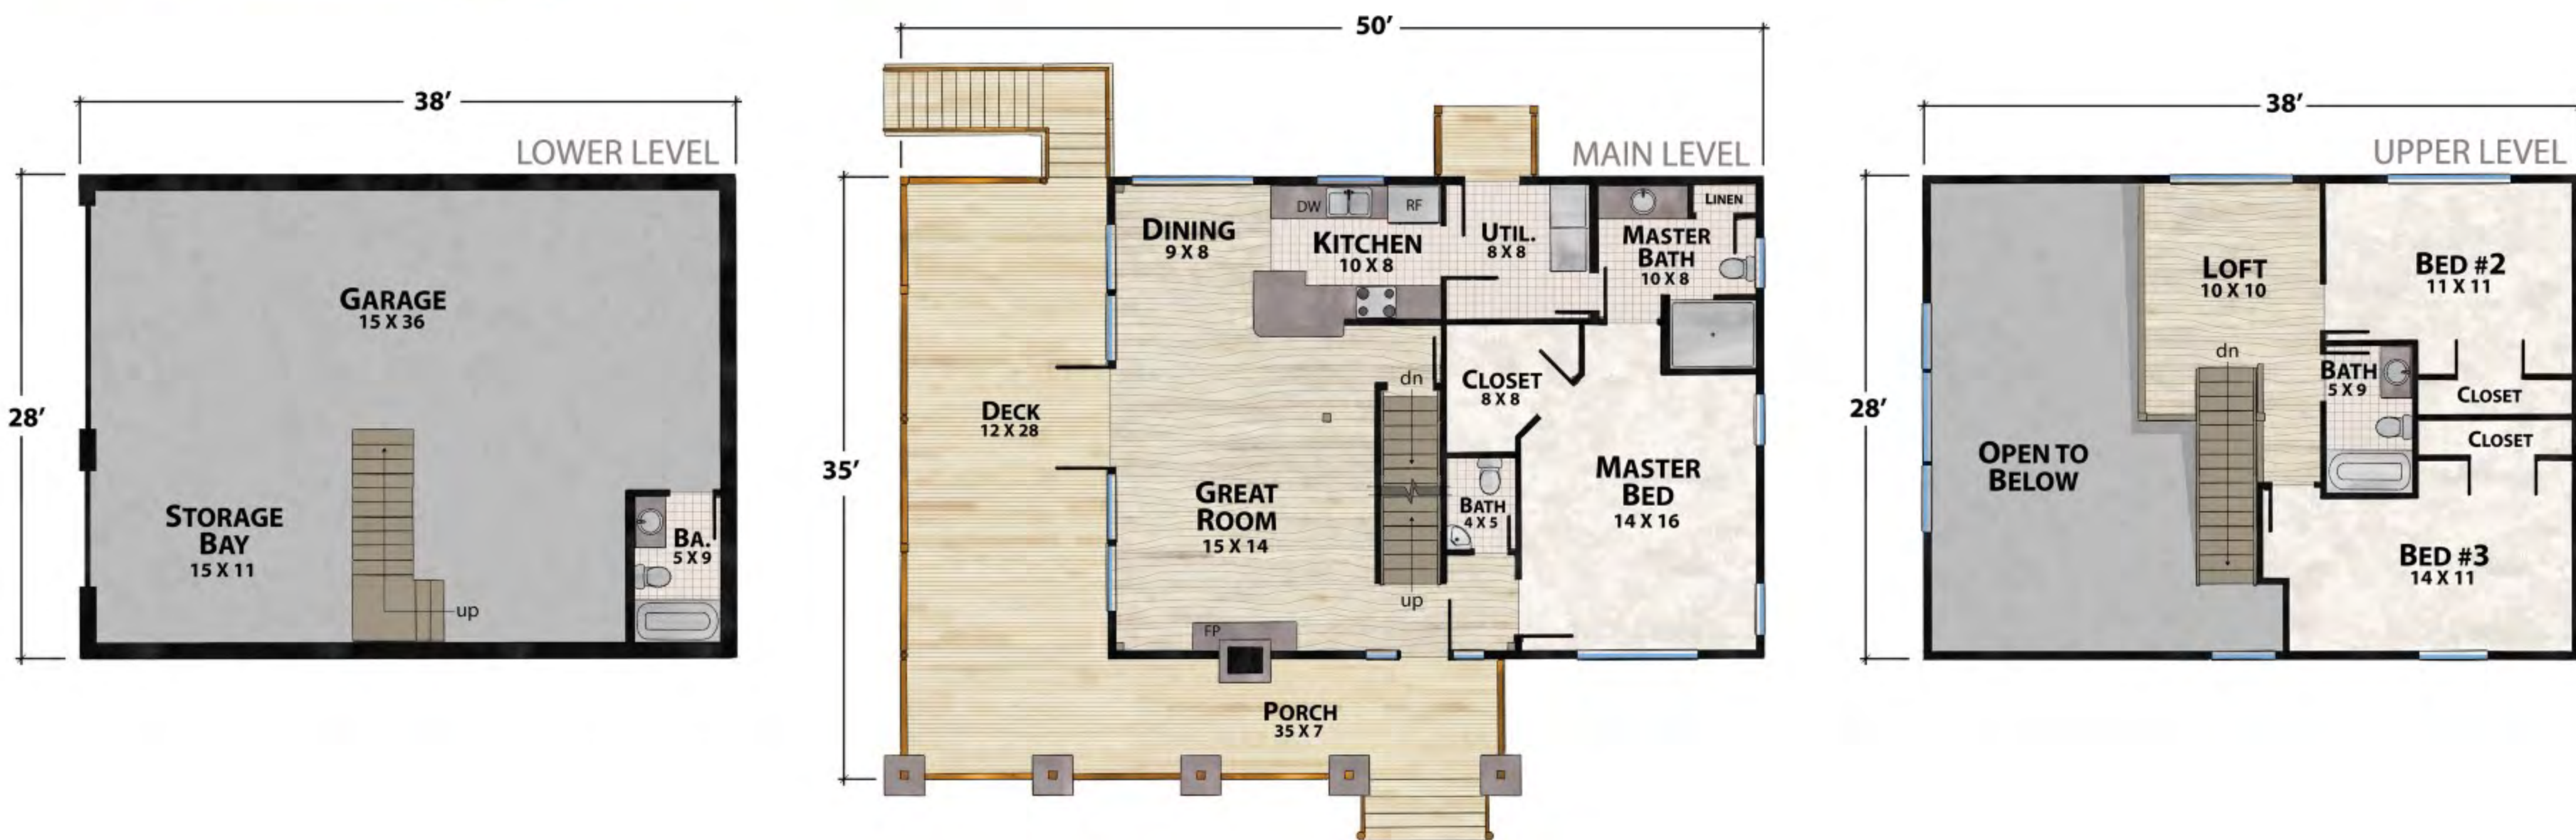 38’
LOWER LEVEL
28’
GARAGE
15 X 36
STORAGE
BAY
15 X 11
up
BA.
5 X 9
50’
MAIN LEVEL
35’
DINING
9 X 8
DW
RF
KITCHEN
10 X 8
UTIL.
8 X 8
MASTER
BATH
10 X 8
LINEN
DECK
12 X 28
dn
CLOSET
8 X 8
GREAT
ROOM
15 X 14
BATH
4 X 5
MASTER
BED
14 X 16
up
FP
PORCH
35 X 7
38’
UPPER LEVEL
28’
LOFT
10 X 10
BED #2
11 X 11
dn
BATH
5 X 9
CLOSET
CLOSET
OPEN TO
BELOW
BED #3
14 X 11